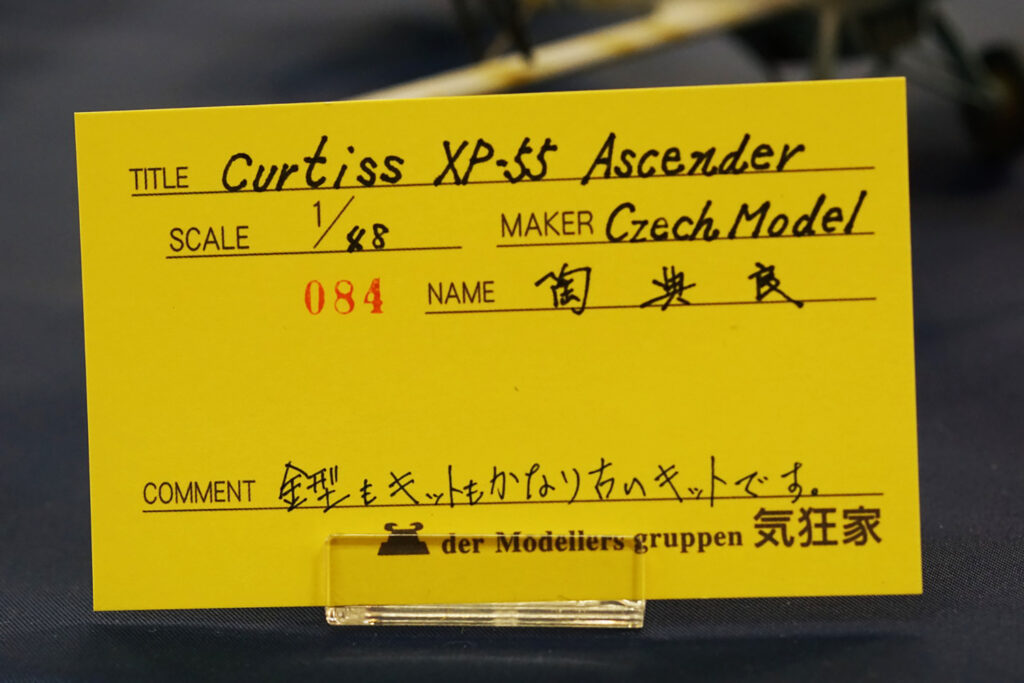 TITLE Curtiss XP-55 Ascender
SCALE 1/48 MAKER Czech Model
084 NAME 陶 典 良
COMMENT 金型もキットもかなり古いキットです。
der Modellers gruppen 気狂家